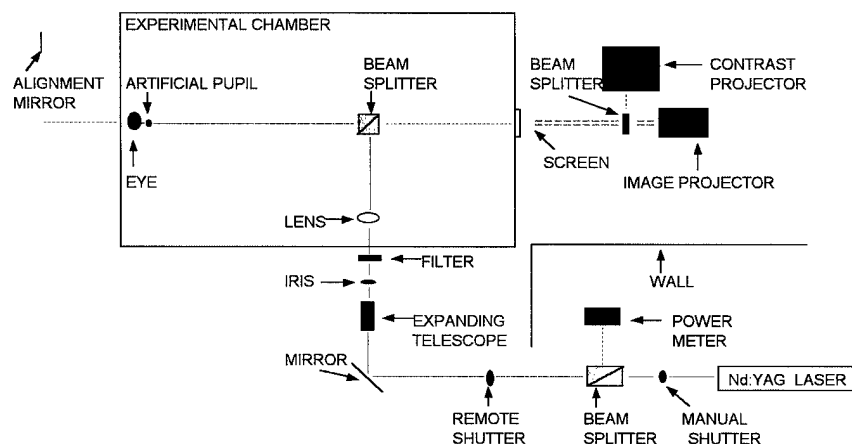 EXPERIMENTAL CHAMBER
ALIGNMENT
MIRROR
ARTIFICIAL PUPIL
BEAM
SPLITTER
BEAM
SPLITTER
CONTRAST
PROJECTOR
EYE
SCREEN
IMAGE PROJECTOR
LENS
FILTER
IRIS
WALL
EXPANDING
TELESCOPE
POWER
METER
MIRROR
Nd:YAG LASER
REMOTE
SHUTTER
BEAM
SPLITTER
MANUAL
SHUTTER